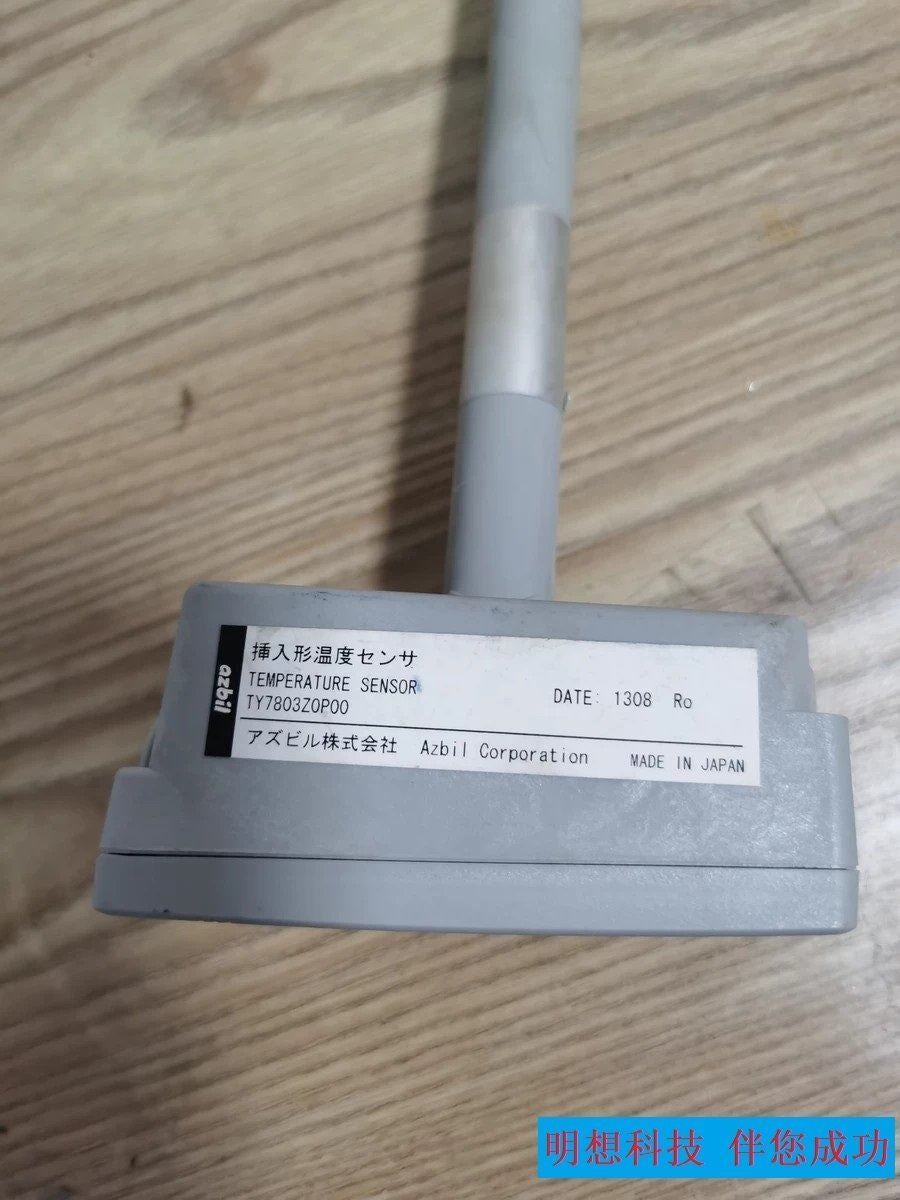 azbil
挿入形温度センサ
TEMPERATURE SENSOR
TY7803Z0P00 DATE: 1308 Ro
アズビル株式会社 Azbil Corporation MADE IN JAPAN
明想科技 伴您成功